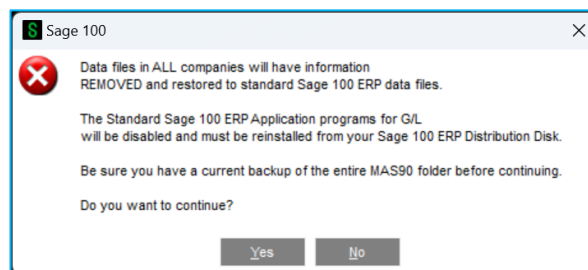 S Sage 100
Data files in ALL companies will have information
REMOVED and restored to standard Sage 100 ERP data files.
The Standard Sage 100 ERP Application programs for G/L
will be disabled and must be reinstalled from your Sage 100 ERP Distribution Disk.
Be sure you have a current backup of the entire MAS90 folder before continuing.
Do you want to continue?
Yes No